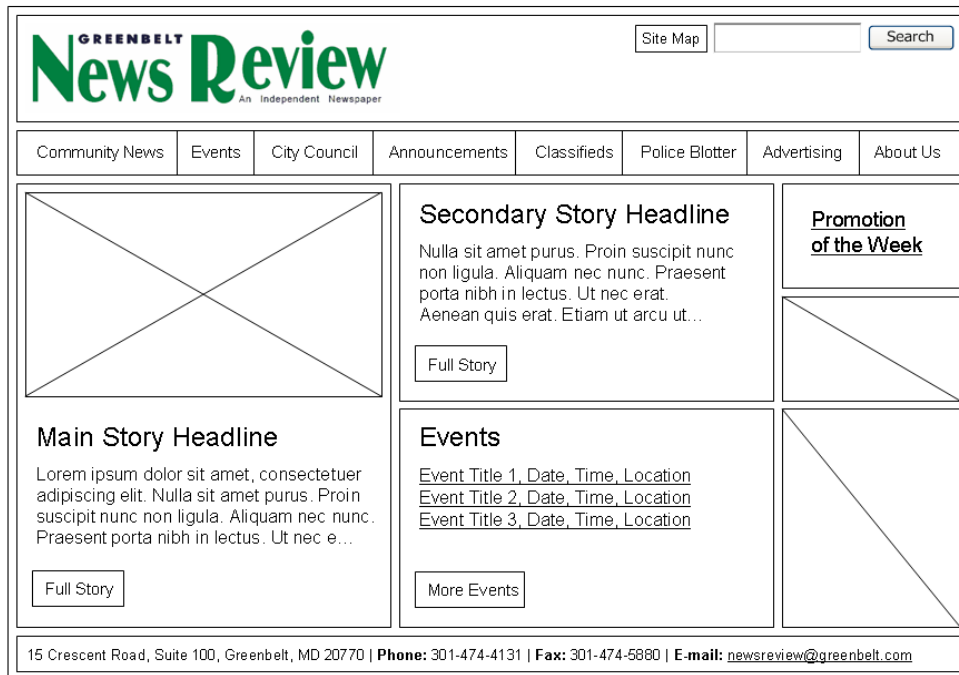 GREENBELT
News Review
An Independent Newspaper
Site Map
Search
Community News
Events
City Council
Announcements
Classifieds
Police Blotter
Advertising
About Us
Main Story Headline
Lorem ipsum dolor sit amet, consectetuer
adipiscing elit. Nulla sit amet purus. Proin
suscipit nunc non ligula. Aliquam nec nunc.
Praesent porta nibh in lectus. Ut nec e...
Full Story
Secondary Story Headline
Nulla sit amet purus. Proin suscipit nunc
non ligula. Aliquam nec nunc. Praesent
porta nibh in lectus. Ut nec erat.
Aenean quis erat. Etiam ut arcu ut...
Full Story
Events
Event Title 1, Date, Time, Location
Event Title 2, Date, Time, Location
Event Title 3, Date, Time, Location
More Events
Promotion
of the Week
15 Crescent Road, Suite 100, Greenbelt, MD 20770 | Phone: 301-474-4131 | Fax: 301-474-5880 | E-mail: newsreview@greenbelt.com